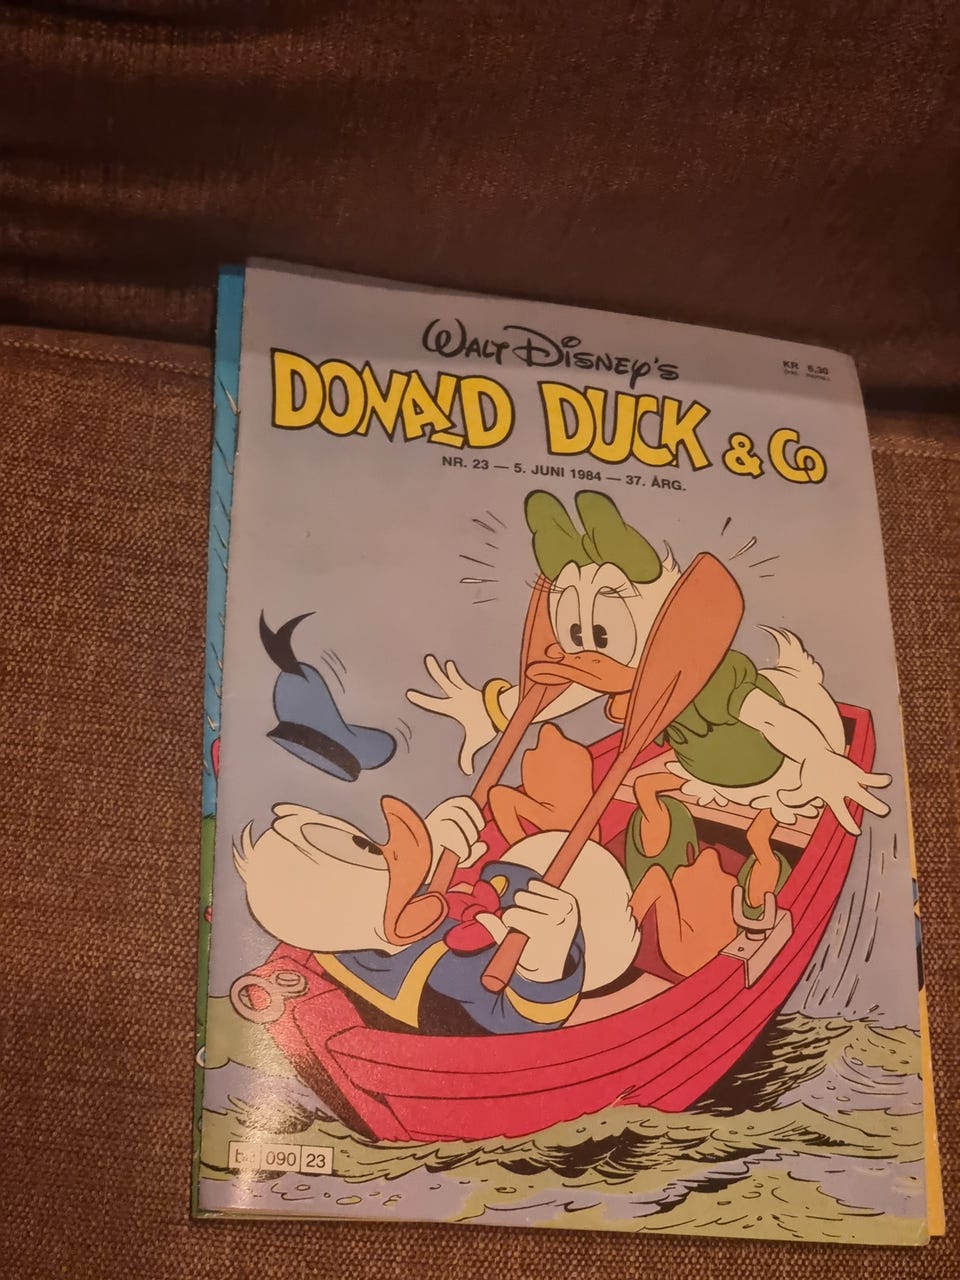 WALT DISNEY'S
KR 6,30
DONALD DUCK & CO
NR. 23 — 5. JUNI 1984 — 37. ÅRG.
090 23